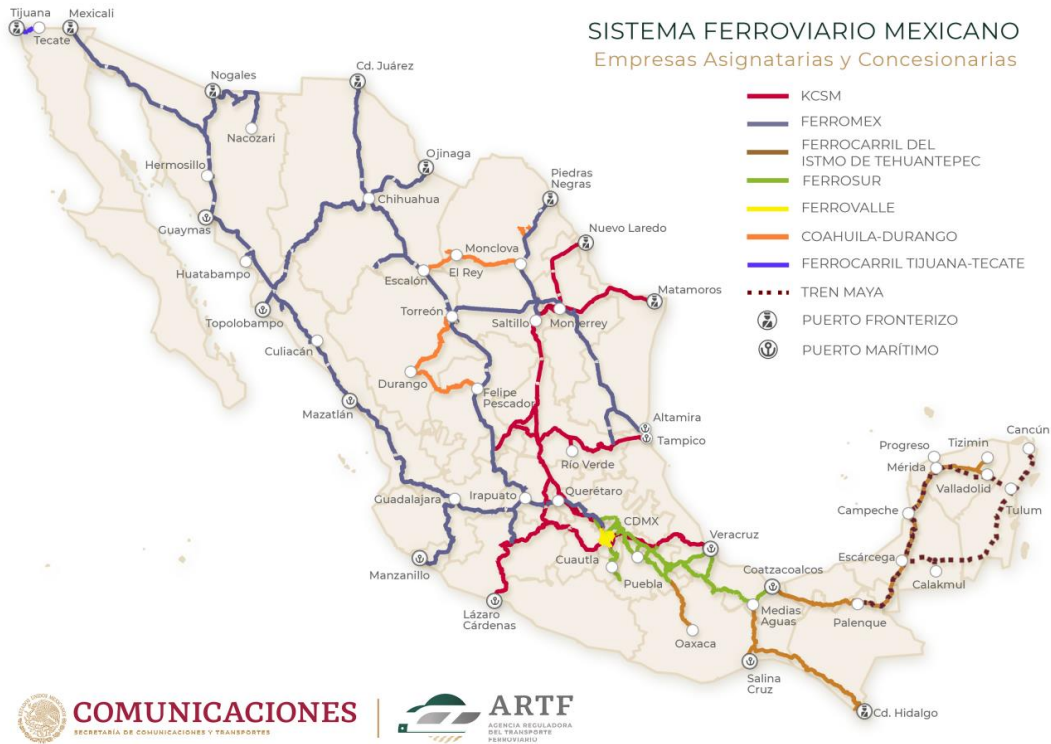 SISTEMA FERROVIARIO MEXICANO
Empresas Asignatarias y Concesionarias
KCSM
FERROMEX
FERROCARRIL DEL
ISTMO DE TEHUANTEPEC
FERROSUR
FERROVALLE
COAHUILA-DURANGO
FERROCARRIL TIJUANA-TECATE
TREN MAYA
PUERTO FRONTERIZO
PUERTO MARÍTIMO
Tijuana
Mexicali
Tecate
Nogales
Cd. Juárez
Nacozari
Hermosillo
Ojinaga
Piedras
Negras
Chihuahua
Guaymas
Nuevo Laredo
Monclova
Huatabampo
Escalón
El Rey
Matamoros
Topolobampo
Torreón
Saltillo
Monterrey
Culiacán
Durango
Felipe
Pescador
Mazatlán
Altamira
Tampico
Río Verde
Cancún
Progreso
Tizimin
Mérida
Valladolid
Tulum
Guadalajara
Irapuato
Querétaro
Campeche
CDMX
Veracruz
Escárcega
Cuautla
Puebla
Coatzacoalcos
Calakmul
Manzanillo
Lázaro
Cárdenas
Medias
Aguas
Palenque
Oaxaca
Salina
Cruz
Cd. Hidalgo
COMUNICACIONES
SECRETARÍA DE COMUNICACIONES Y TRANSPORTES
ARTF
AGENCIA REGULADORA
DEL TRANSPORTE
FERROVIARIO